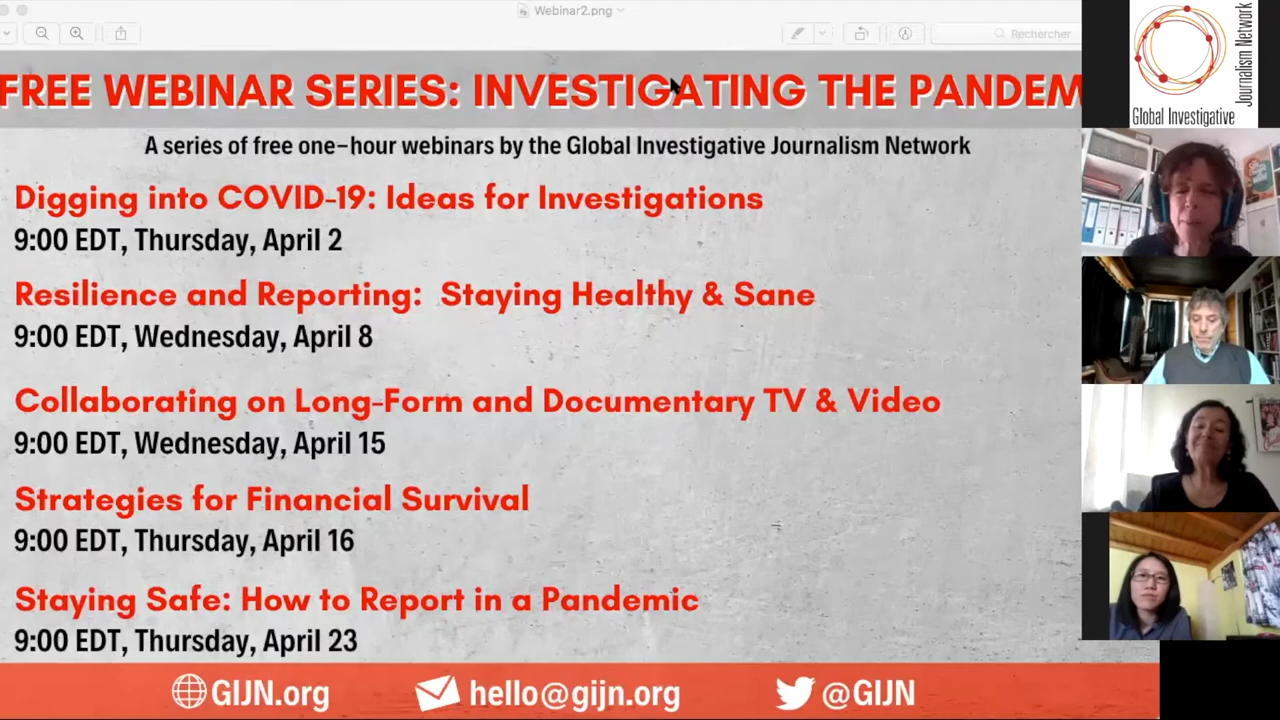 Webinar2.png
Rechercher
FREE WEBINAR SERIES: INVESTIGATING THE PANDEM
A series of free one-hour webinars by the Global Investigative Journalism Network
Digging into COVID-19: Ideas for Investigations
9:00 EDT, Thursday, April 2
Resilience and Reporting: Staying Healthy & Sane
9:00 EDT, Wednesday, April 8
Collaborating on Long-Form and Documentary TV & Video
9:00 EDT, Wednesday, April 15
Strategies for Financial Survival
9:00 EDT, Thursday, April 16
Staying Safe: How to Report in a Pandemic
9:00 EDT, Thursday, April 23
GIJN.org
hello@gijn.org
@GIJN
Global Investigative
Journalism Network